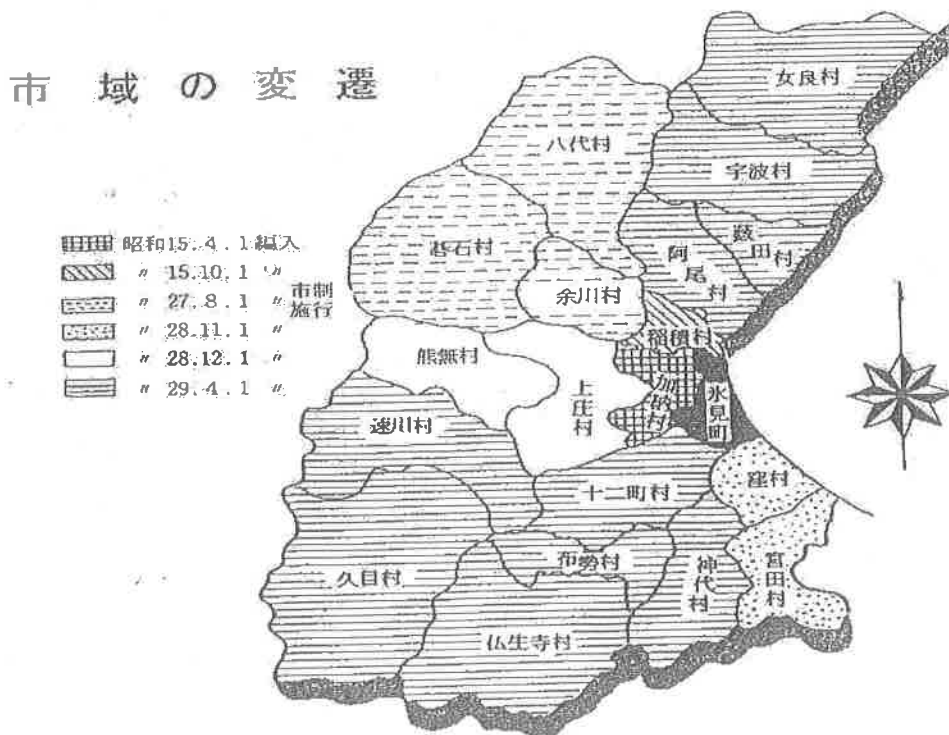 市域の変遷
昭和15.4.1 編入
〃 15.10.1 〃
〃 27.8.1 〃 市制施行
〃 28.11.1 〃
〃 28.12.1 〃
〃 29.4.1 〃
女良村
八代村
宇波村
碁石村
阿尾村
薮田村
余川村
稲積村
熊無村
上庄村
加納村
氷見町
速川村
十二町村
窪村
久目村
布勢村
神代村
宮田村
仏生寺村